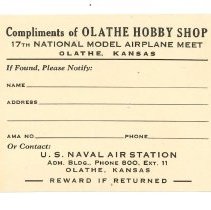 Compliments of OLATHE HOBBY SHOP
17TH NATIONAL MODEL AIRPLANE MEET
OLATHE, KANSAS
If Found, Please Notify:
NAME
ADDRESS
AMA NO. PHONE
Or Contact:
U. S. NAVAL AIR STATION
ADM. BLDG., PHONE 800, EXT. 11
OLATHE, KANSAS
REWARD IF RETURNED